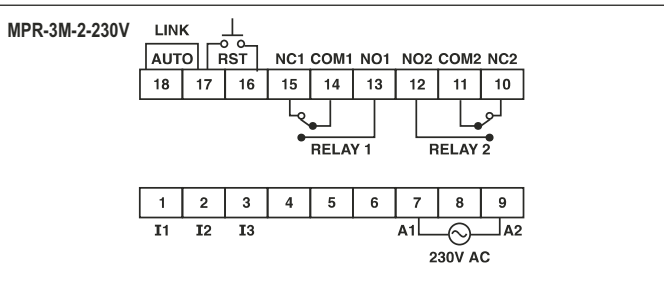 MPR-3M-2-230V
LINK
AUTO RST NC1 COM1 NO1 NO2 COM2 NC2
18 17 16 15 14 13 12 11 10
RELAY 1 RELAY 2
1 2 3 4 5 6 7 8 9
I1 I2 I3 A1 A2
230V AC